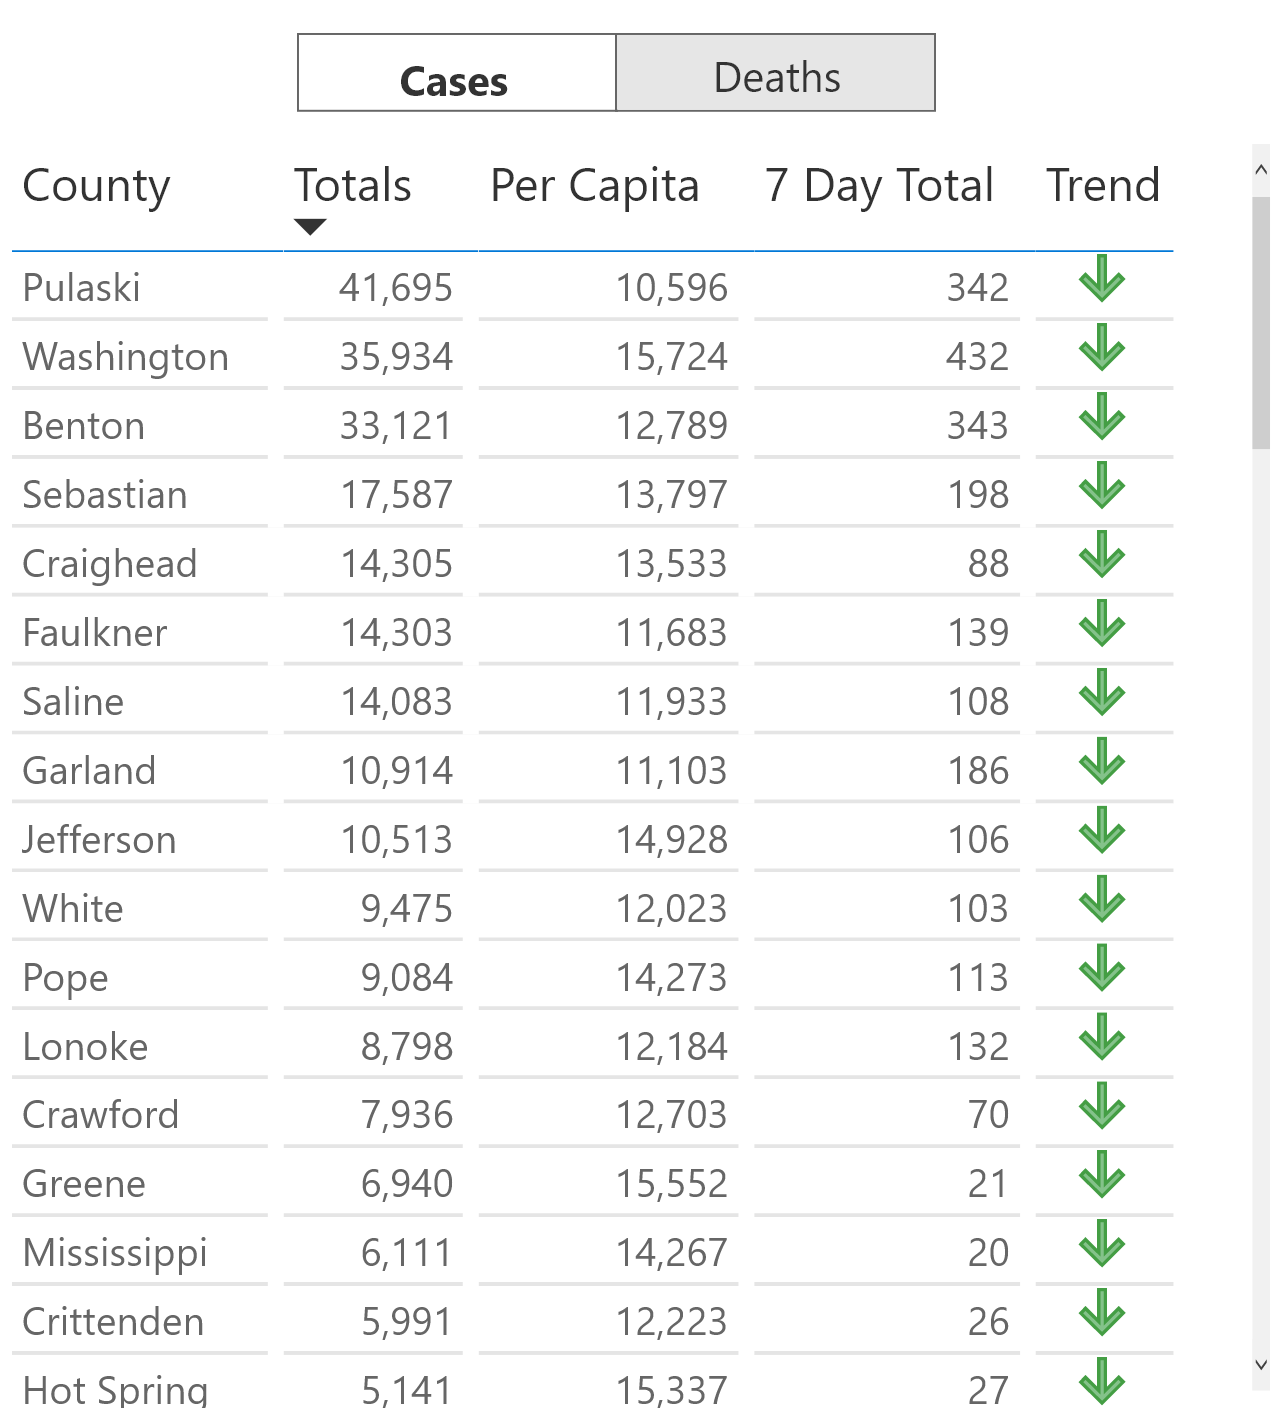 Cases Deaths
County Totals Per Capita 7 Day Total Trend
Pulaski 41,695 10,596 342
Washington 35,934 15,724 432
Benton 33,121 12,789 343
Sebastian 17,587 13,797 198
Craighead 14,305 13,533 88
Faulkner 14,303 11,683 139
Saline 14,083 11,933 108
Garland 10,914 11,103 186
Jefferson 10,513 14,928 106
White 9,475 12,023 103
Pope 9,084 14,273 113
Lonoke 8,798 12,184 132
Crawford 7,936 12,703 70
Greene 6,940 15,552 21
Mississippi 6,111 14,267 20
Crittenden 5,991 12,223 26
Hot Spring 5,141 15,337 27